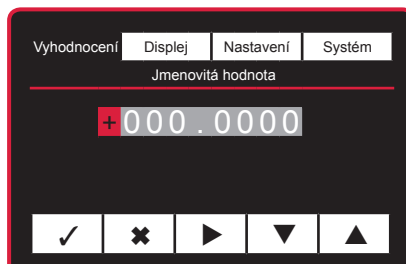 Vyhodnocení Displej Nastavení Systém
Jmenovitá hodnota
+000.0000